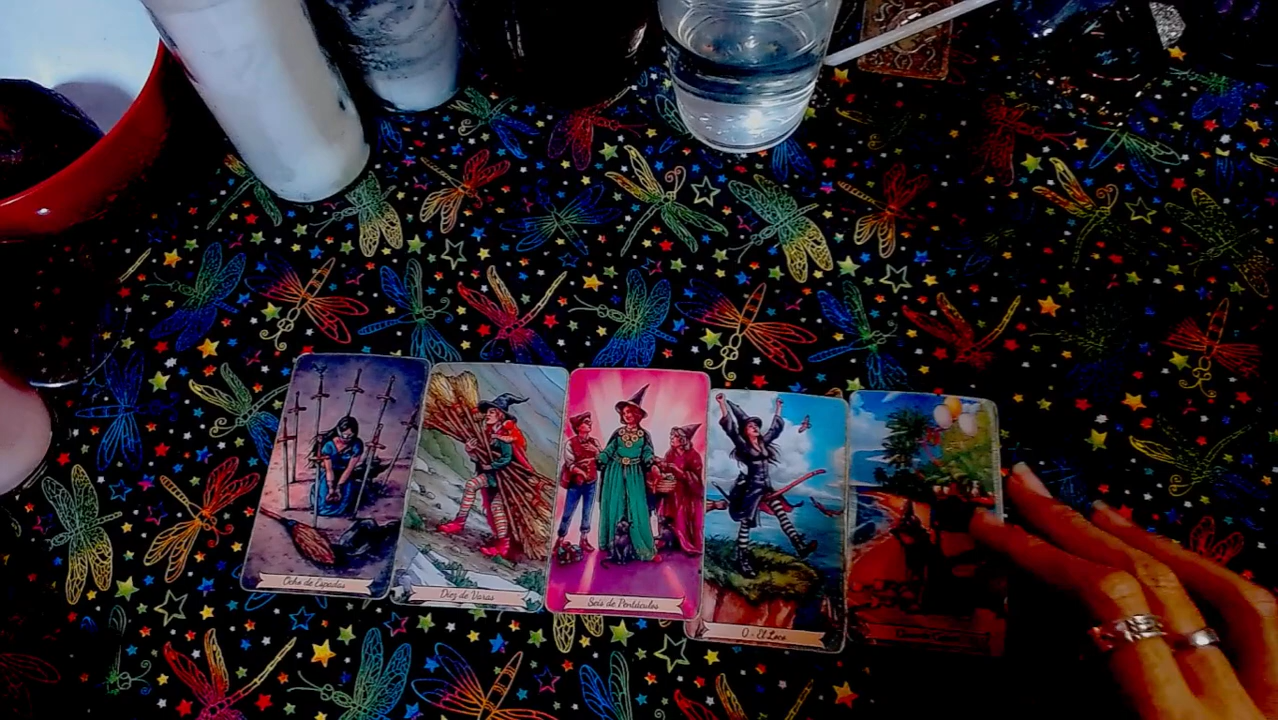 Ocho de Espadas
Diez de Varas
Seis de Pentáculos
0 - El Loco